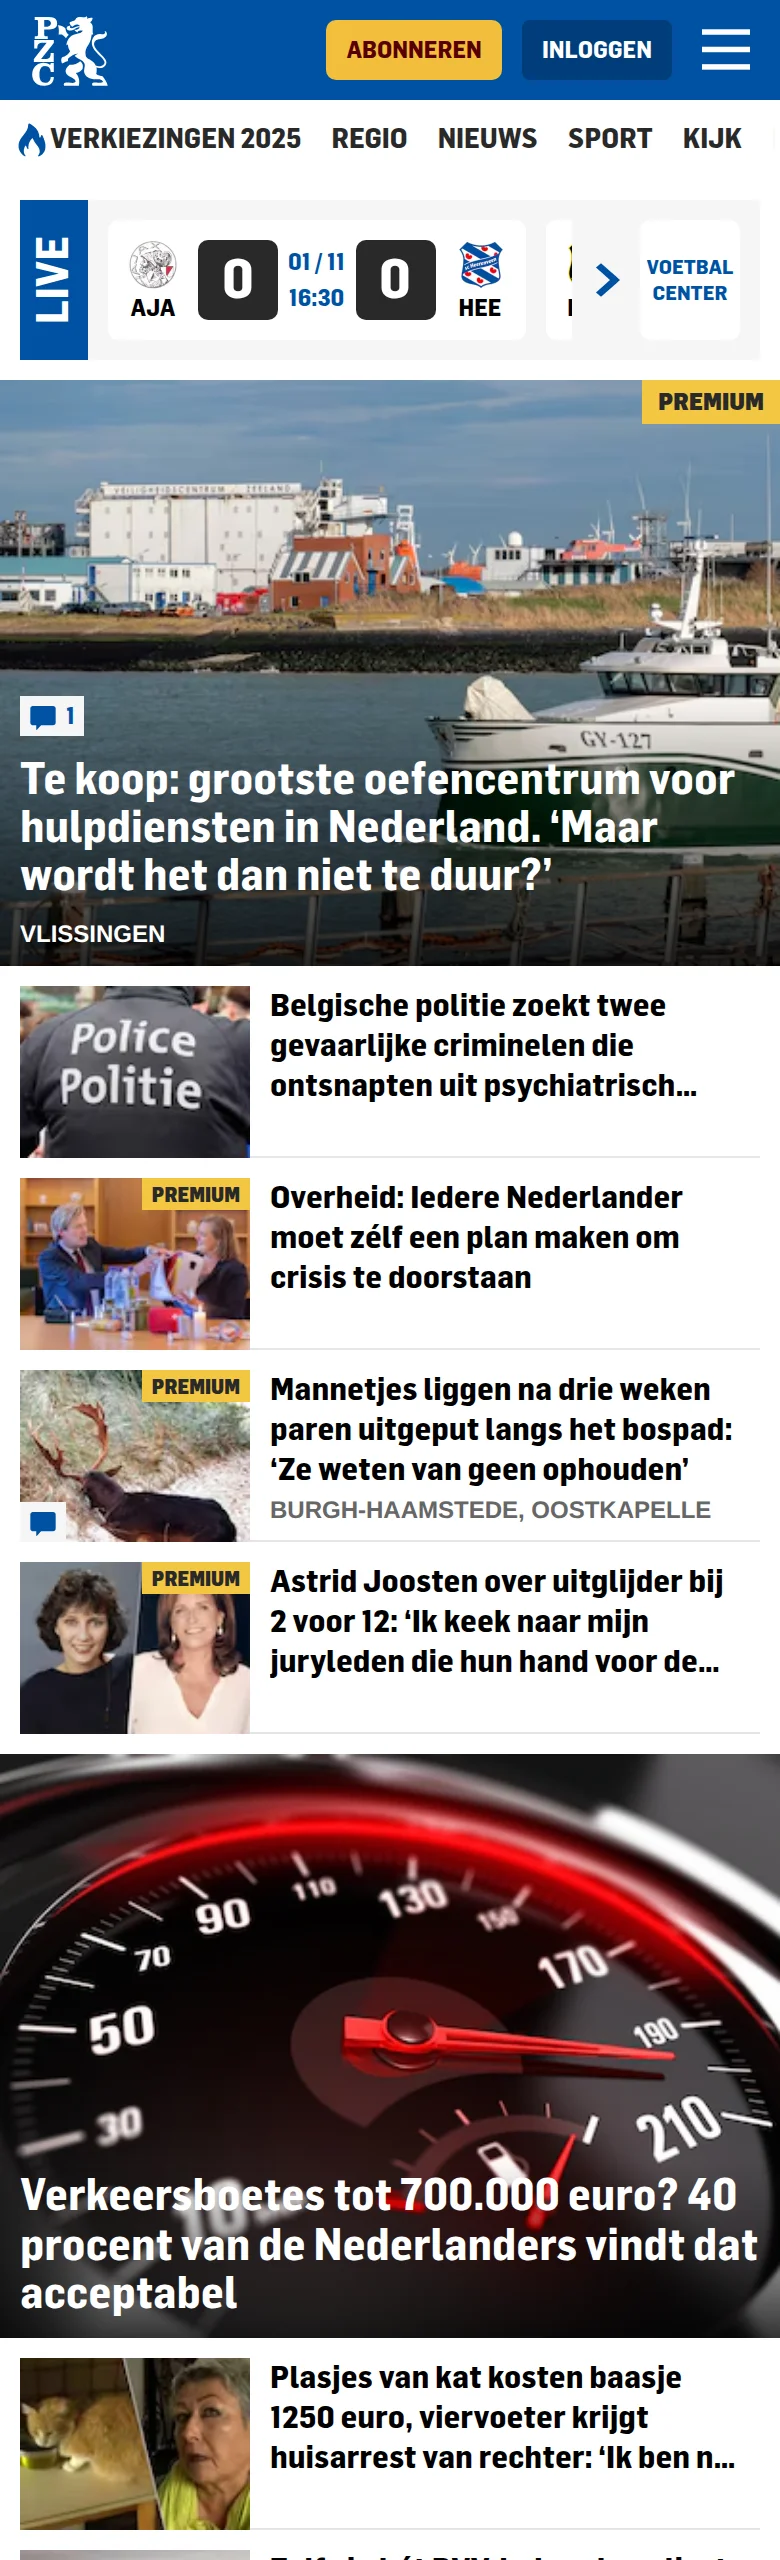 PZC
ABONNEREN
INLOGGEN
VERKIEZINGEN 2025 REGIO NIEUWS SPORT KIJK
LIVE
AJA
0
01 / 11
16:30
0
HEE
VOETBAL
CENTER
PREMIUM
VEILIGHEIDSCENTRUM ZEELAND
GY-127
1
Te koop: grootste oefencentrum voor
hulpdiensten in Nederland. ‘Maar
wordt het dan niet te duur?’
VLISSINGEN
Police
Politie
Belgische politie zoekt twee
gevaarlijke criminelen die
ontsnapten uit psychiatrisch...
PREMIUM
Overheid: Iedere Nederlander
moet zélf een plan maken om
crisis te doorstaan
PREMIUM
Mannetjes liggen na drie weken
paren uitgeput langs het bospad:
‘Ze weten van geen ophouden’
BURGH-HAAMSTEDE, OOSTKAPELLE
PREMIUM
Astrid Joosten over uitglijder bij
2 voor 12: ‘Ik keek naar mijn
juryleden die hun hand voor de...
30
50
70
90
110
130
150
170
190
210
Verkeersboetes tot 700.000 euro? 40
procent van de Nederlanders vindt dat
acceptabel
Plasjes van kat kosten baasje
1250 euro, viervoeter krijgt
huisarrest van rechter: ‘Ik ben n...